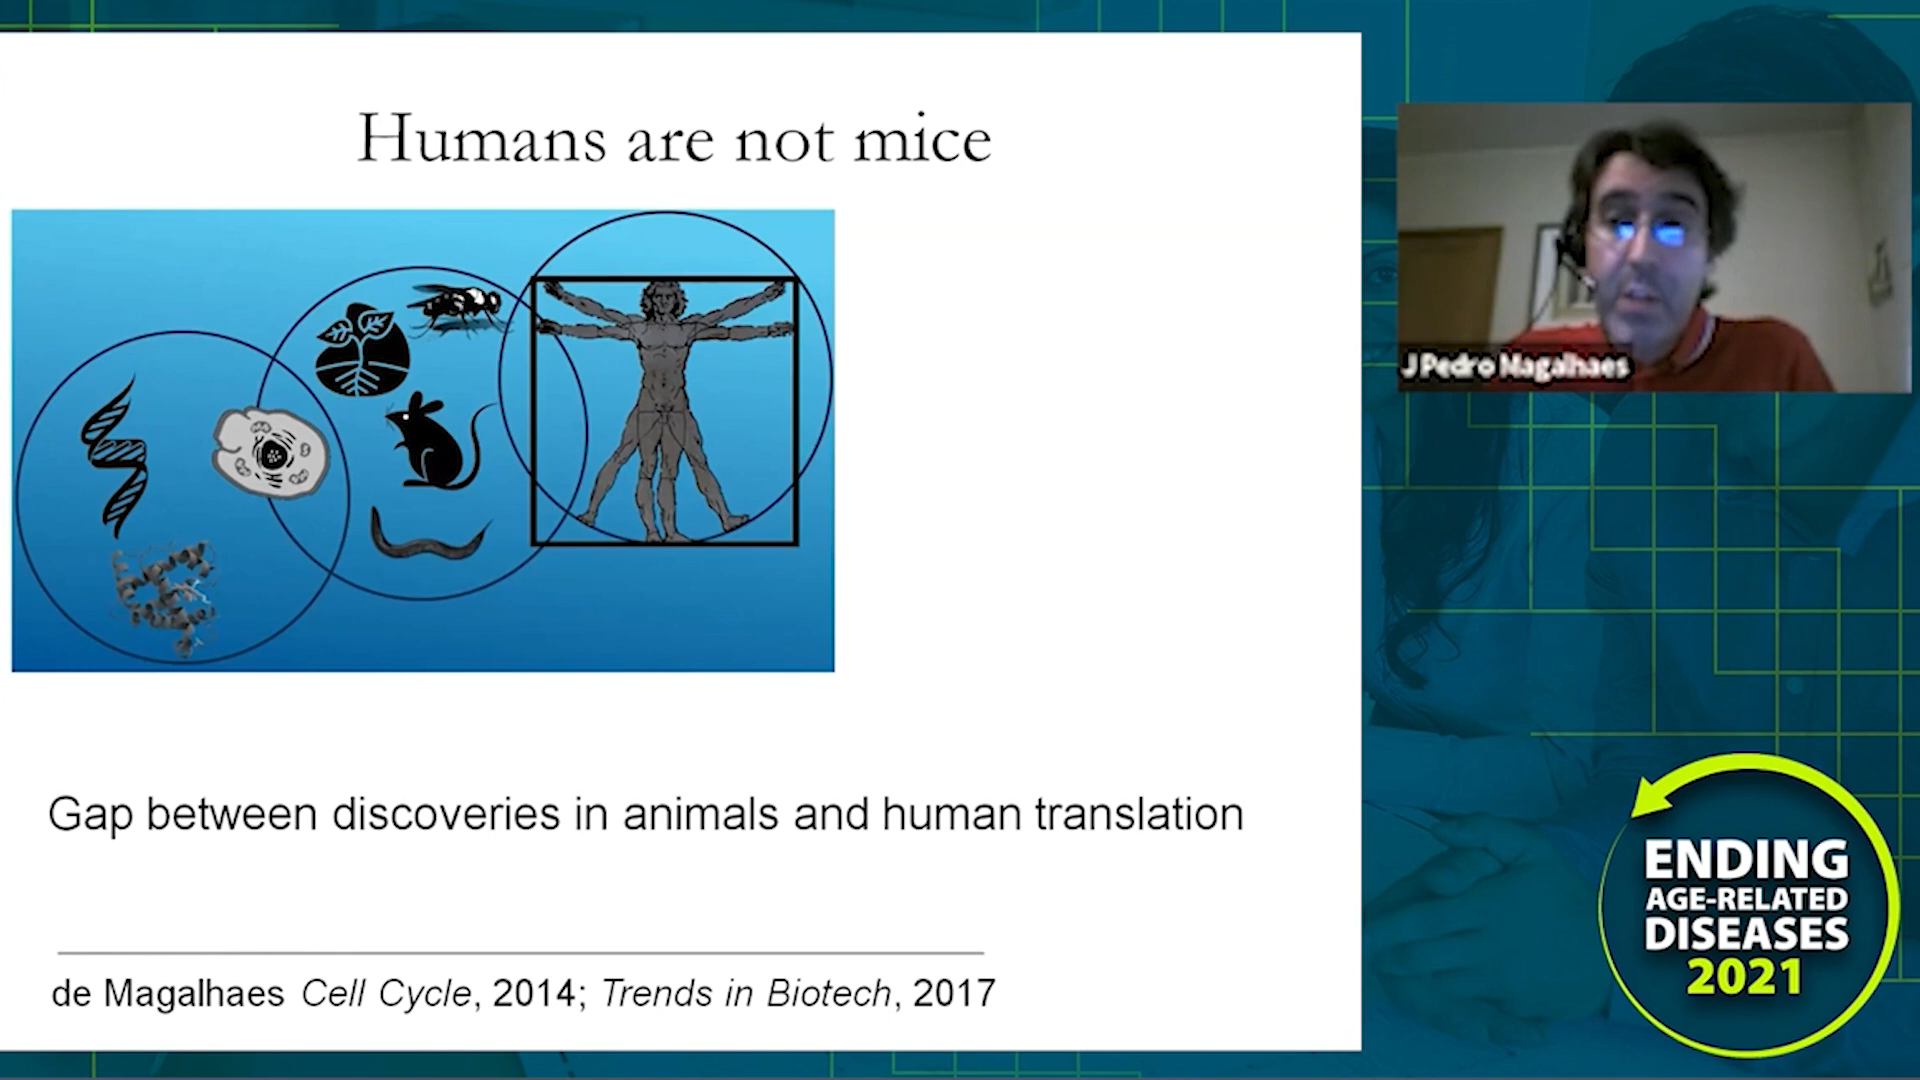 Humans are not mice
J Pedro Magalhaes
Gap between discoveries in animals and human translation
de Magalhaes Cell Cycle, 2014; Trends in Biotech, 2017
ENDING
AGE-RELATED
DISEASES
2021